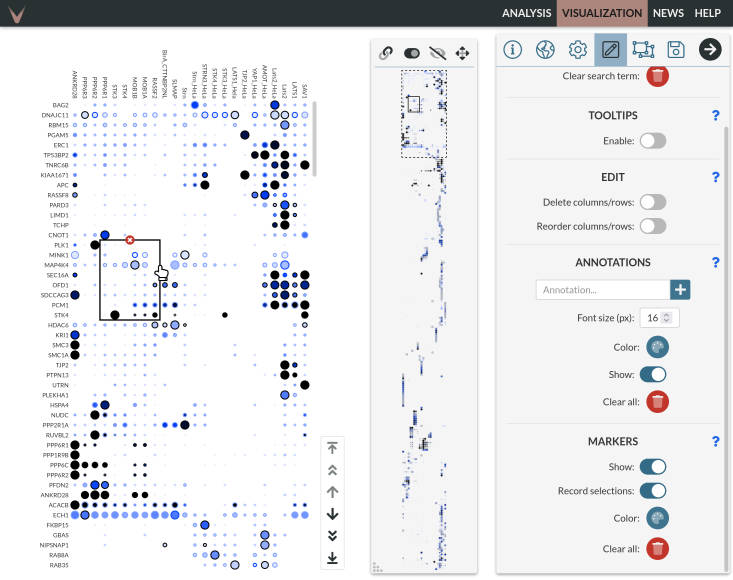 ANALYSIS VISUALIZATION NEWS HELP
ANKRD28
PPP6R3
PPP6R2
PPP6R1
STK3
STK4
MOB1B
MOB1A
RASSF2
BirA_CTTNBP2NL
SLMAP
Strn
Strn_HeLa
STRN3_HeLa
STK4_HeLa
STK3_HeLa
LATS1_HeLa
TJP2_HeLa
YAP1_HeLa
AMOT_HeLa
Lats2_HeLa
Lats2
LATS1
SAV1
BAG2
DNAJC11
RBM15
PGAM5
ERC1
TP53BP2
TNRC6B
KIAA1671
APC
RASSF8
PARD3
LIMD1
TCHP
CNOT1
PLK1
MINK1
MAP4K4
SEC16A
OFD1
SDCCAG3
PCM1
STK4
HDAC6
KRI1
SMC3
SMC1A
TJP2
PTPN13
UTRN
PLEKHA1
HSPA4
NUDC
PPP2R1A
RUVBL2
PPP6R1
PPP1R9B
PPP6C
PPP6R2
PFDN2
ANKRD28
ACACB
ECH1
FKBP15
GBAS
NIPSNAP1
RAB8A
RAB35
Clear search term:
TOOLTIPS ?
Enable:
EDIT ?
Delete columns/rows:
Reorder columns/rows:
ANNOTATIONS ?
Annotation... +
Font size (px): 16
Color:
Show:
Clear all:
MARKERS ?
Show:
Record selections:
Color:
Clear all: